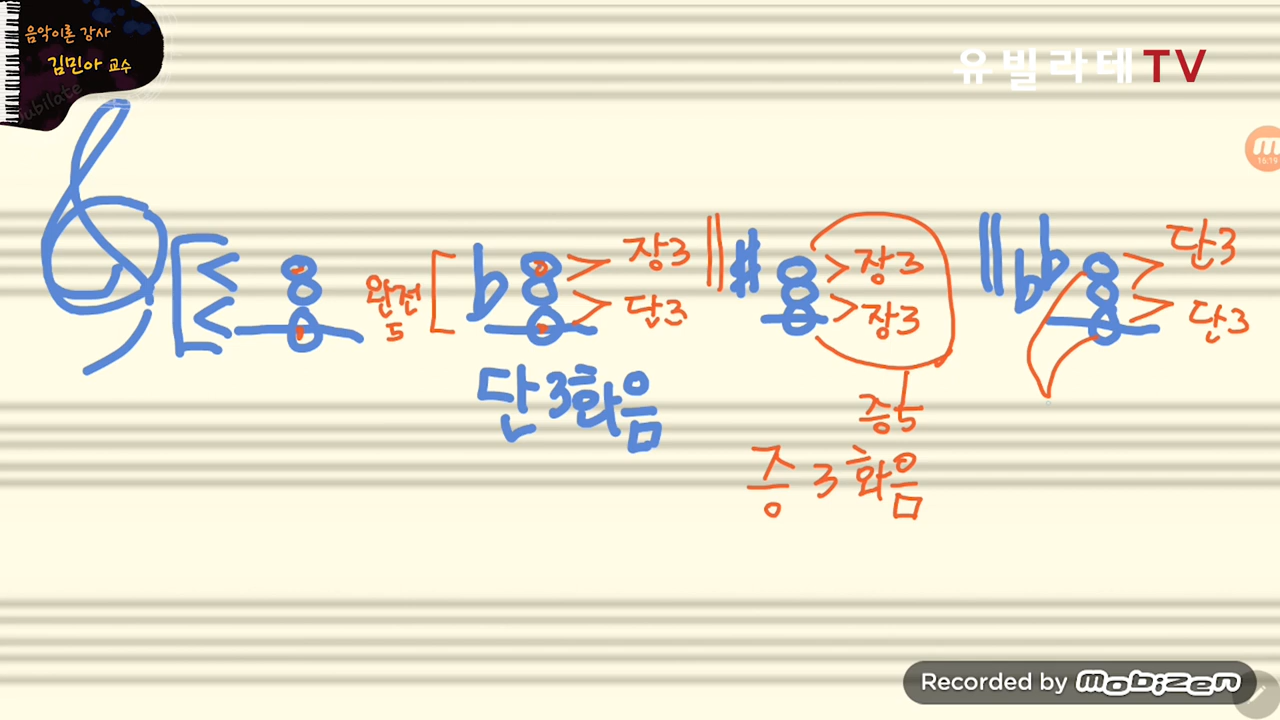 음악이론 강사
김민아 교수
Jubilate
유빌라테TV
16:19
완전
5
장3
단3
단3화음
장3
장3
증5
증3화음
단3
단3
Recorded by mobizen